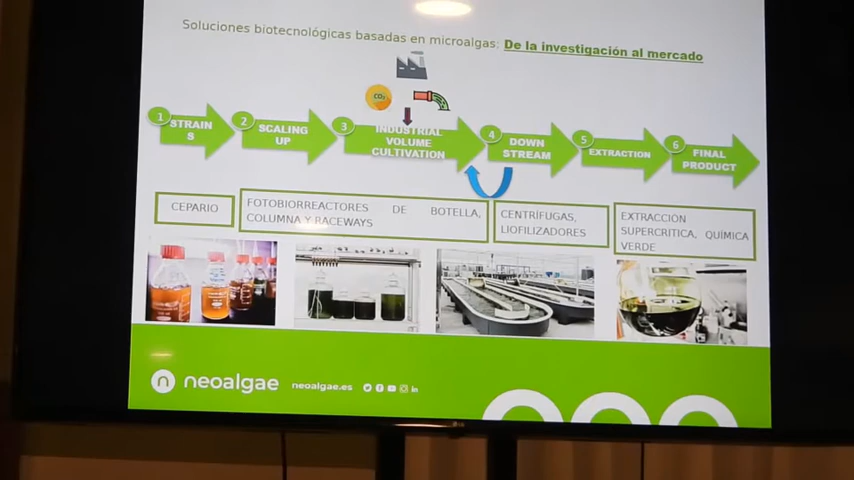 Soluciones biotecnológicas basadas en microalgas: De la investigación al mercado
CO₂
1
STRAIN
S
2
SCALING
UP
3
INDUSTRIAL
VOLUME
CULTIVATION
4
DOWN
STREAM
5
EXTRACTION
6
FINAL
PRODUCT
CEPARIO
FOTOBIORREACTORES DE BOTELLA,
COLUMNA Y RACEWAYS
CENTRÍFUGAS,
LIOFILIZADORES
EXTRACCION
SUPERCRITICA, QUÍMICA
VERDE
n neoalgae
neoalgae.es